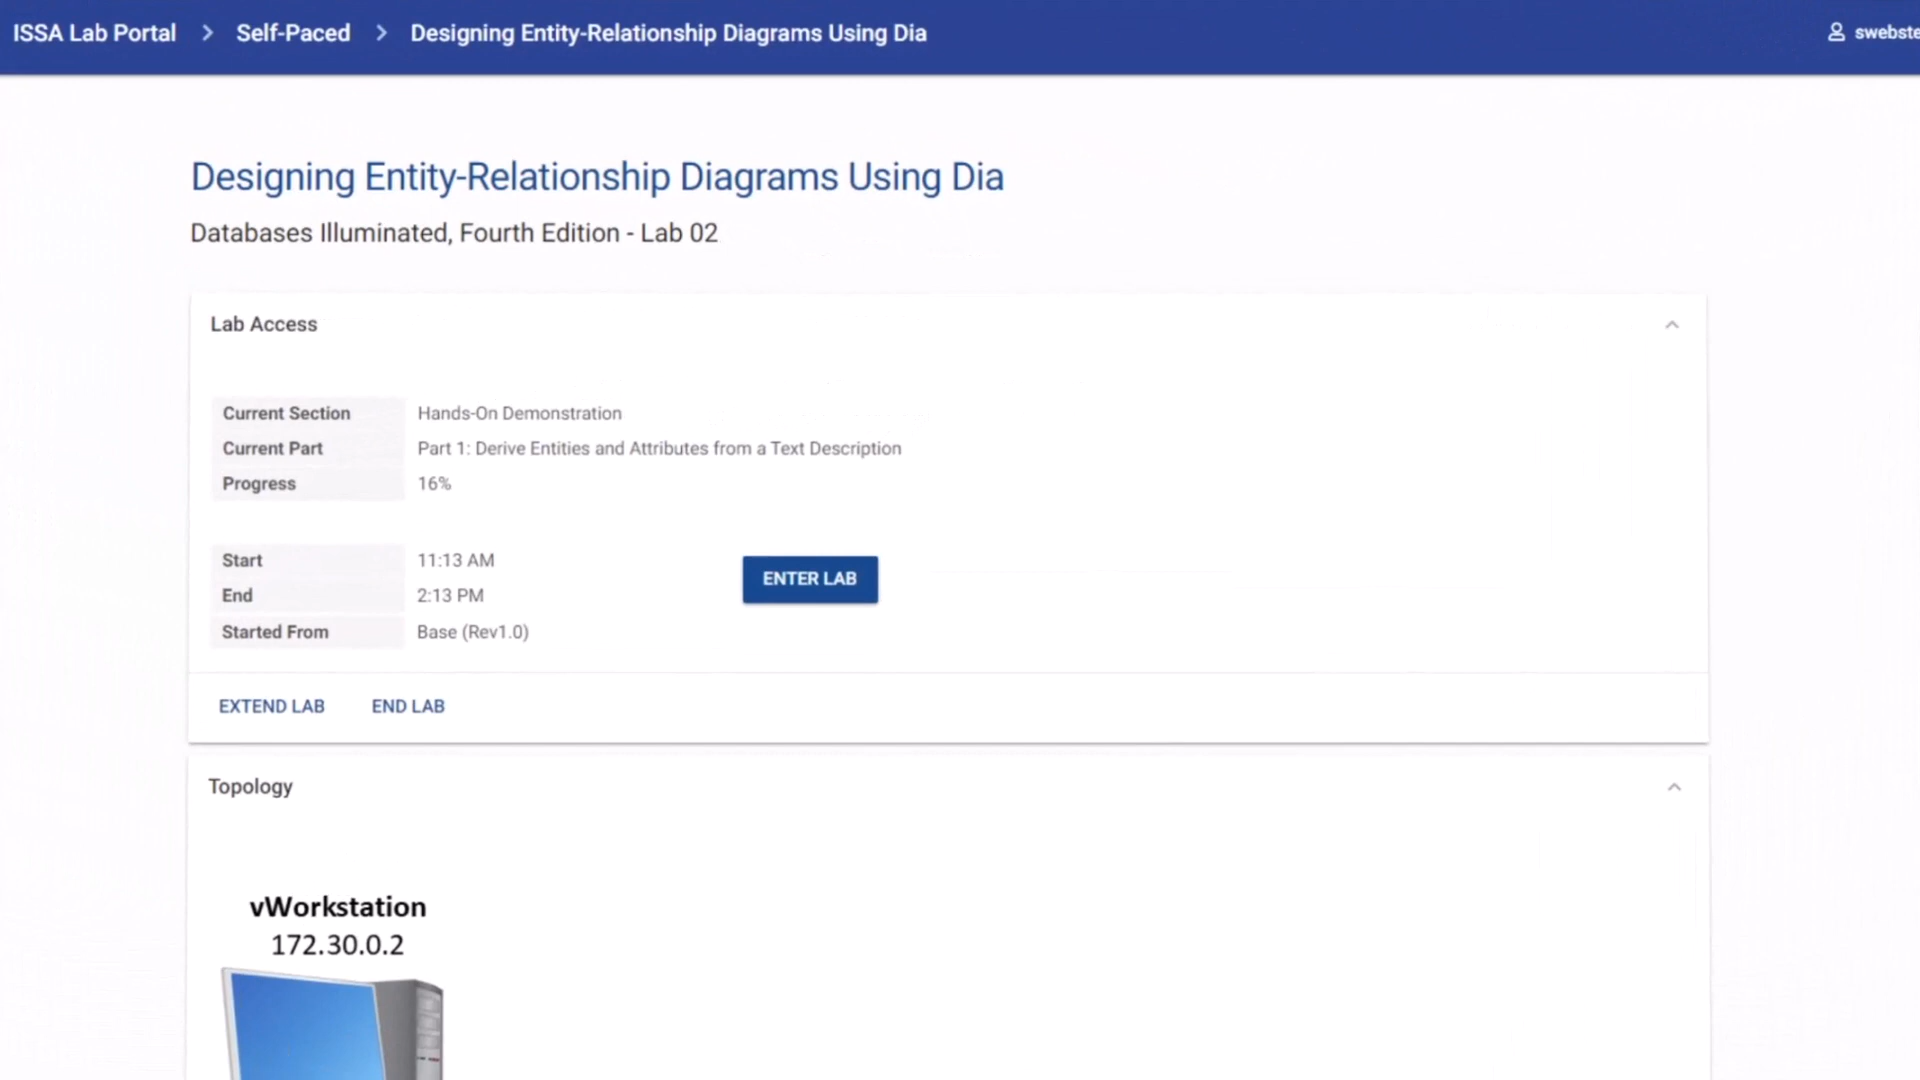 ISSA Lab Portal > Self-Paced > Designing Entity-Relationship Diagrams Using Dia
swebste
Designing Entity-Relationship Diagrams Using Dia
Databases Illuminated, Fourth Edition - Lab 02
Lab Access
Current Section Hands-On Demonstration
Current Part Part 1: Derive Entities and Attributes from a Text Description
Progress 16%
Start 11:13 AM
End 2:13 PM
Started From Base (Rev1.0)
ENTER LAB
EXTEND LAB END LAB
Topology
vWorkstation
172.30.0.2